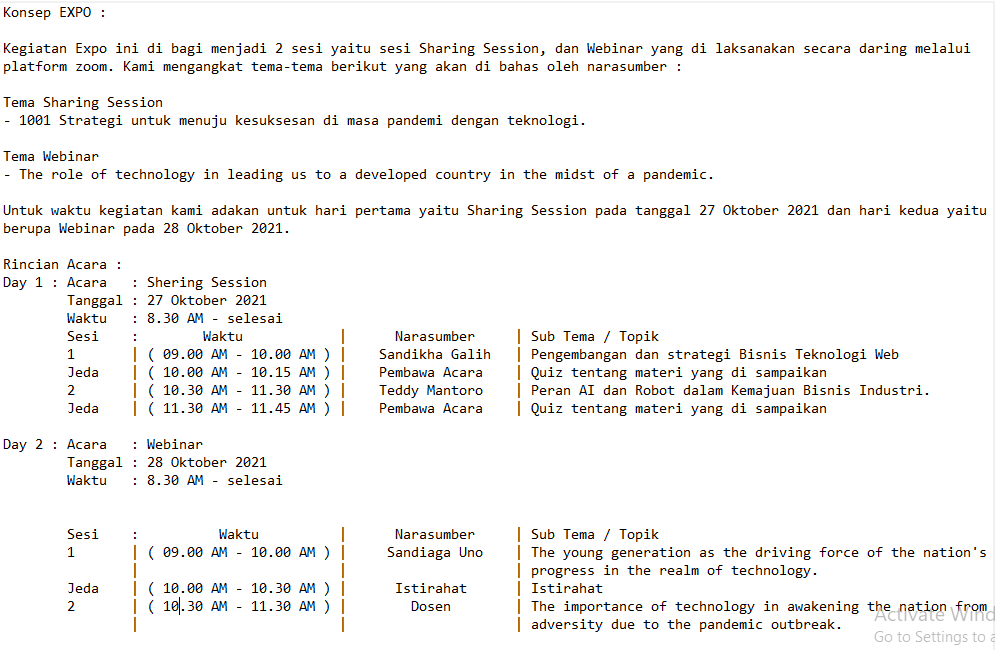 Konsep EXPO :
Kegiatan Expo ini di bagi menjadi 2 sesi yaitu sesi Sharing Session, dan Webinar yang di laksanakan secara daring melalui
platform zoom. Kami mengangkat tema-tema berikut yang akan di bahas oleh narasumber :
Tema Sharing Session
- 1001 Strategi untuk menuju kesuksesan di masa pandemi dengan teknologi.
Tema Webinar
- The role of technology in leading us to a developed country in the midst of a pandemic.
Untuk waktu kegiatan kami adakan untuk hari pertama yaitu Sharing Session pada tanggal 27 Oktober 2021 dan hari kedua yaitu
berupa Webinar pada 28 Oktober 2021.
Rincian Acara :
Day 1 : Acara : Shering Session
Tanggal : 27 Oktober 2021
Waktu : 8.30 AM - selesai
Sesi : Waktu | Narasumber | Sub Tema / Topik
1 | ( 09.00 AM - 10.00 AM ) | Sandikha Galih | Pengembangan dan strategi Bisnis Teknologi Web
Jeda | ( 10.00 AM - 10.15 AM ) | Pembawa Acara | Quiz tentang materi yang di sampaikan
2 | ( 10.30 AM - 11.30 AM ) | Teddy Mantoro | Peran AI dan Robot dalam Kemajuan Bisnis Industri.
Jeda | ( 11.30 AM - 11.45 AM ) | Pembawa Acara | Quiz tentang materi yang di sampaikan
Day 2 : Acara : Webinar
Tanggal : 28 Oktober 2021
Waktu : 8.30 AM - selesai
Sesi : Waktu | Narasumber | Sub Tema / Topik
1 | ( 09.00 AM - 10.00 AM ) | Sandiaga Uno | The young generation as the driving force of the nation's
| | | progress in the realm of technology.
Jeda | ( 10.00 AM - 10.30 AM ) | Istirahat | Istirahat
2 | ( 10.30 AM - 11.30 AM ) | Dosen | The importance of technology in awakening the nation from
| | | adversity due to the pandemic outbreak.
Activate Wind
Go to Settings to a